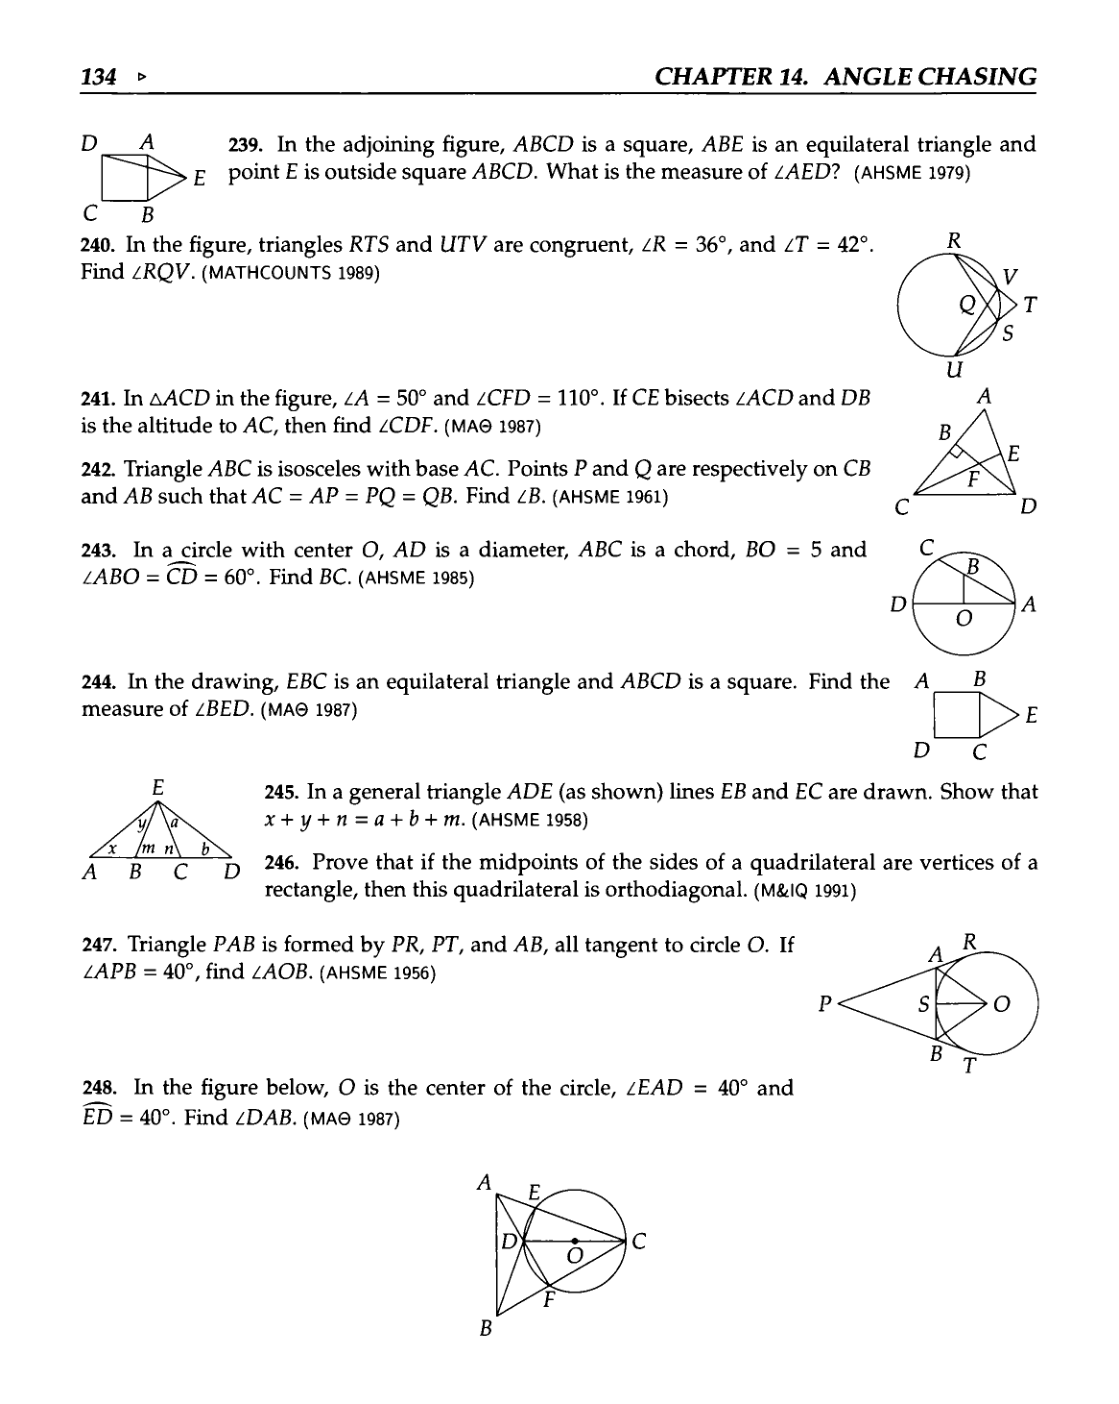 134 ▹ CHAPTER 14. ANGLE CHASING
D A
E
C B
239. In the adjoining figure, ABCD is a square, ABE is an equilateral triangle and
point E is outside square ABCD. What is the measure of ∠AED? (AHSME 1979)
240. In the figure, triangles RTS and UTV are congruent, ∠R = 36°, and ∠T = 42°.
Find ∠RQV. (MATHCOUNTS 1989)
R
V
Q T
S
U
241. In △ACD in the figure, ∠A = 50° and ∠CFD = 110°. If CE bisects ∠ACD and DB
is the altitude to AC, then find ∠CDF. (MAΘ 1987)
A
B
E
F
C D
242. Triangle ABC is isosceles with base AC. Points P and Q are respectively on CB
and AB such that AC = AP = PQ = QB. Find ∠B. (AHSME 1961)
243. In a circle with center O, AD is a diameter, ABC is a chord, BO = 5 and
∠ABO = C͡D = 60°. Find BC. (AHSME 1985)
C
B
D A
O
244. In the drawing, EBC is an equilateral triangle and ABCD is a square. Find the
measure of ∠BED. (MAΘ 1987)
A B
E
D C
E
y a
x m n b
A B C D
245. In a general triangle ADE (as shown) lines EB and EC are drawn. Show that
x + y + n = a + b + m. (AHSME 1958)
246. Prove that if the midpoints of the sides of a quadrilateral are vertices of a
rectangle, then this quadrilateral is orthodiagonal. (M&IQ 1991)
247. Triangle PAB is formed by PR, PT, and AB, all tangent to circle O. If
∠APB = 40°, find ∠AOB. (AHSME 1956)
A R
P S O
B T
248. In the figure below, O is the center of the circle, ∠EAD = 40° and
E͡D = 40°. Find ∠DAB. (MAΘ 1987)
A E
D C
O
F
B